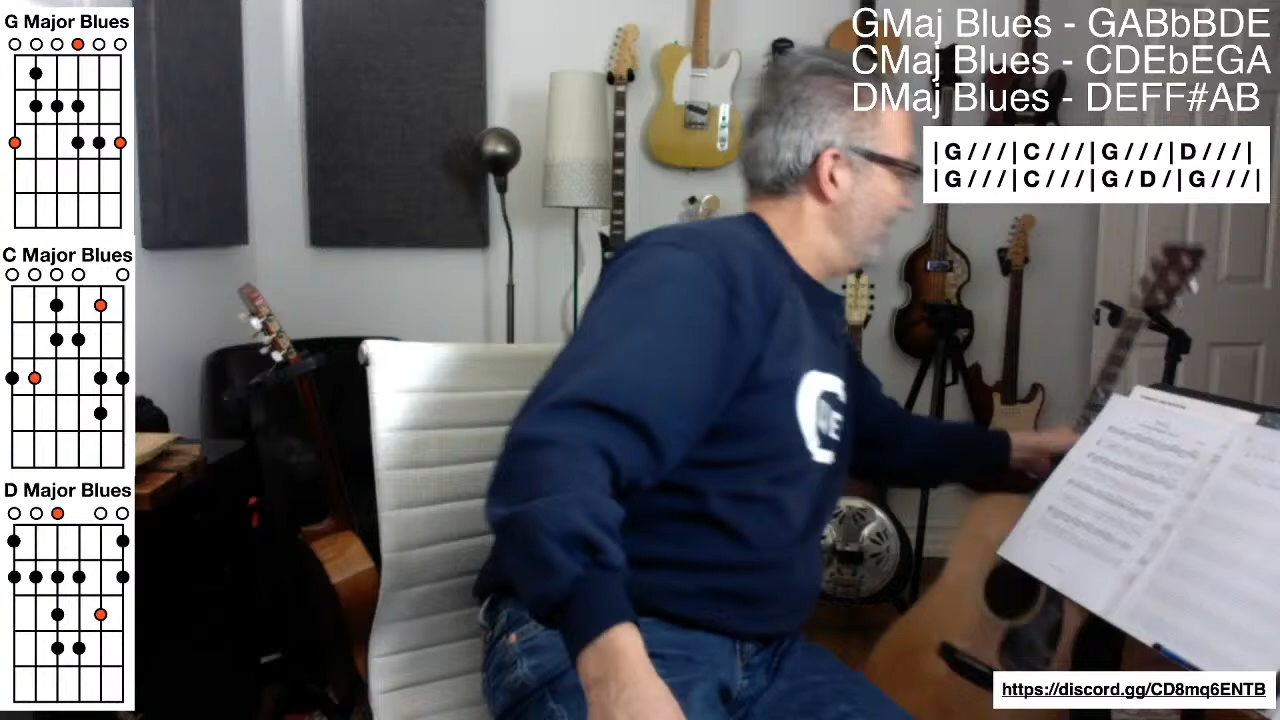 G Major Blues
C Major Blues
D Major Blues
GMaj Blues - GABbBDE
CMaj Blues - CDEbEGA
DMaj Blues - DEFF#AB
| G / / / | C / / / | G / / / | D / / / |
| G / / / | C / / / | G / D / | G / / / |
https://discord.gg/CD8mq6ENTB